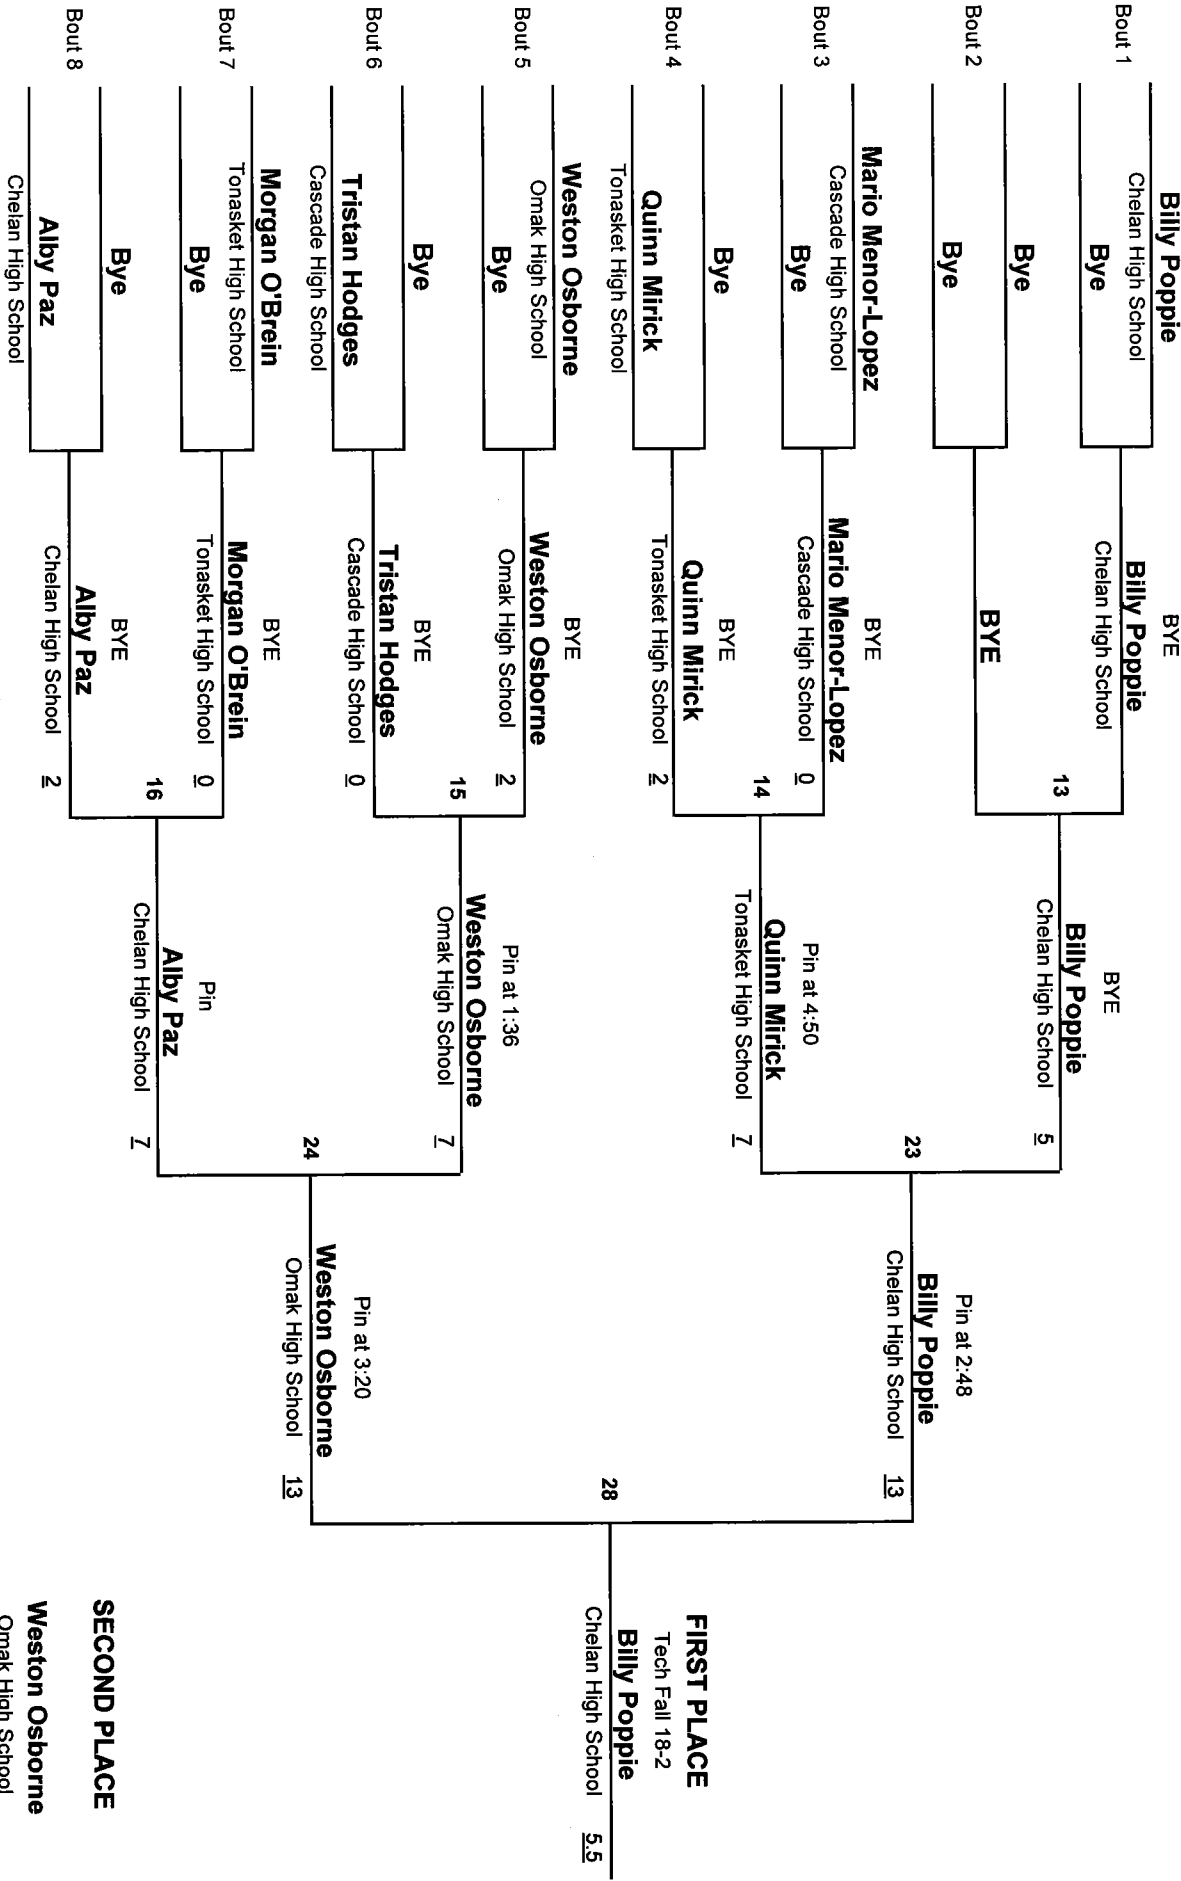 Bout 1
Billy Poppie
Chelan High School
Bye
Bout 2
Bye
Bye
Bout 3
Mario Menor-Lopez
Cascade High School
Bye
Bout 4
Bye
Quinn Mirick
Tonasket High School
Bout 5
Weston Osborne
Omak High School
Bye
Bout 6
Bye
Tristan Hodges
Cascade High School
Bout 7
Morgan O'Brein
Tonasket High School
Bye
Bout 8
Bye
Alby Paz
Chelan High School
BYE
Billy Poppie
Chelan High School
13
BYE
BYE
Mario Menor-Lopez
Cascade High School 0
14
BYE
Quinn Mirick
Tonasket High School 2
BYE
Weston Osborne
Omak High School 2
15
BYE
Tristan Hodges
Cascade High School 0
BYE
Morgan O'Brein
Tonasket High School 0
16
BYE
Alby Paz
Chelan High School 2
BYE
Billy Poppie
Chelan High School 5
23
Pin at 4:50
Quinn Mirick
Tonasket High School 7
Pin at 1:36
Weston Osborne
Omak High School 7
24
Pin
Alby Paz
Chelan High School 7
Pin at 2:48
Billy Poppie
Chelan High School 13
28
Pin at 3:20
Weston Osborne
Omak High School 13
FIRST PLACE
Tech Fall 18-2
Billy Poppie
Chelan High School 5.5
SECOND PLACE
Weston Osborne
Omak High School